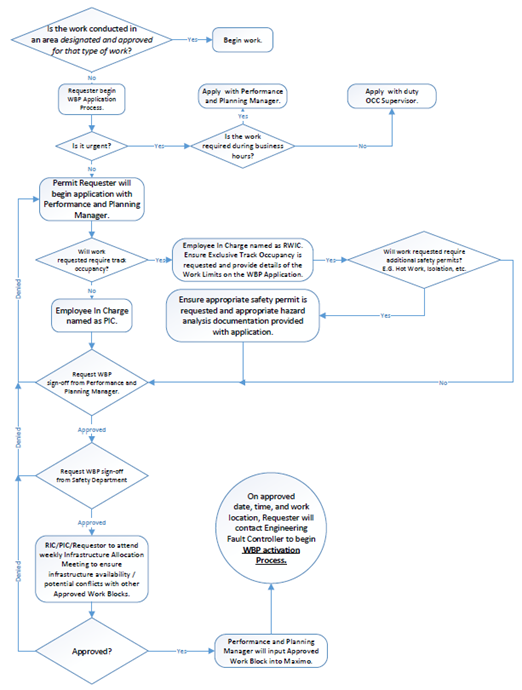 Is the work conducted in
an area designated and approved
for that type of work?
Yes
Begin work.
No
Requester begin
WBP Application
Process.
Apply with Performance
and Planning Manager.
Apply with duty
OCC Supervisor.
Yes
Is it urgent?
Yes
Is the work
required during business
hours?
No
No
Permit Requester will
begin application with
Performance and Planning
Manager.
Will work
requested require track
occupancy?
Yes
Employee In Charge named as RWIC.
Ensure Exclusive Track Occupancy is
requested and provide details of the
Work Limits on the WBP Application.
Yes
Will work requested require
additional safety permits?
E.G. Hot Work, Isolation, etc.
Denied
No
Employee In Charge
named as PIC.
Ensure appropriate safety permit is
requested and appropriate hazard
analysis documentation provided
with application.
Yes
Request WBP
sign-off from Performance and
Planning Manager.
No
Approved
Denied
Request WBP sign-off
from Safety Department
Approved
On approved
date, time, and work
location, Requester will
contact Engineering
Fault Controller to begin
WBP activation
Process.
Denied
RIC/PIC/Requestor to attend
weekly Infrastructure Allocation
Meeting to ensure
infrastructure availability /
potential conflicts with other
Approved Work Blocks.
Approved?
Yes
Performance and Planning
Manager will input Approved
Work Block into Maximo.